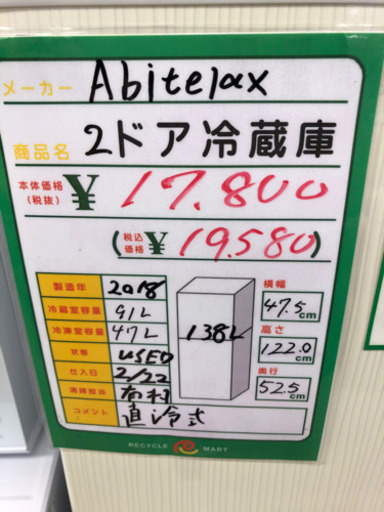 メーカー Abitelax
商品名 2ドア冷蔵庫
本体価格(税抜) ¥ 17.800
(税込価格 ¥ 19.580)
製造年 2018
冷蔵室容量 91L
冷凍室容量 47L
状態 USED
仕入日 2/22
清掃担当 南村
コメント: 直冷式
138L
横幅
47.5cm
高さ
122.0cm
奥行
52.5cm
RECYCLE MART